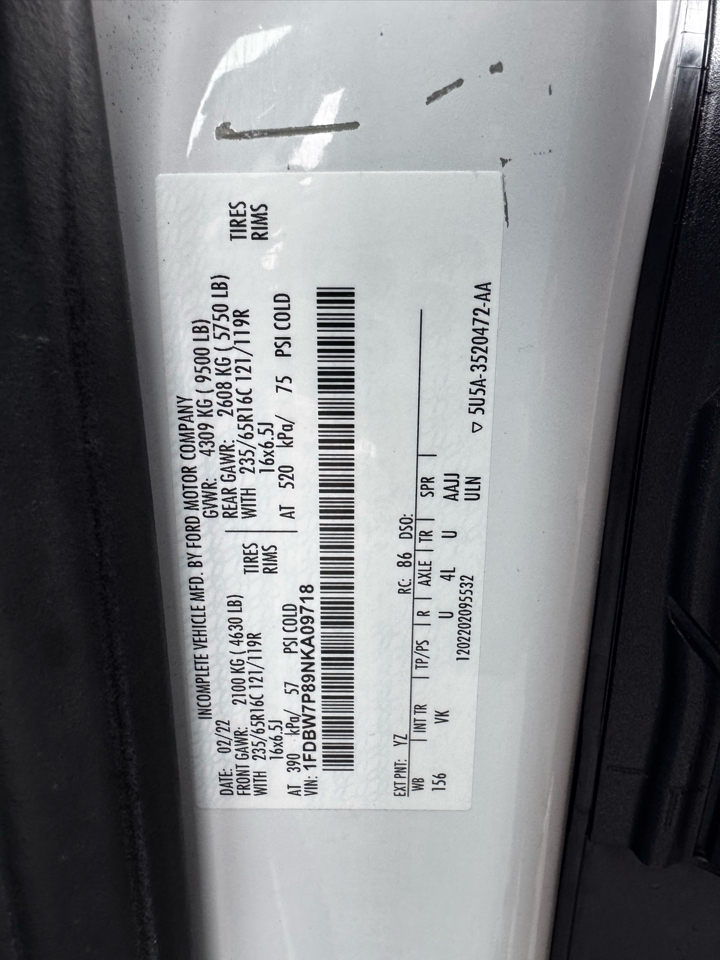 INCOMPLETE VEHICLE MFD. BY FORD MOTOR COMPANY
DATE: 02/22 GVWR: 4309 KG ( 9500 LB)
FRONT GAWR: 2100 KG ( 4630 LB) REAR GAWR: 2608 KG ( 5750 LB)
WITH 235/65R16C 121/119R TIRES WITH 235/65R16C 121/119R TIRES
16x6.5J RIMS 16x6.5J RIMS
AT 390 kPa/ 57 PSI COLD AT 520 kPa/ 75 PSI COLD
VIN: 1FDBW7P89NKA09718
EXT PNT: YZ RC: 86 DSO:
WB INT TR TP/PS R AXLE TR SPR
156 VK U 4L U AAJJ
1202202095532 ULN
▽ 5U5A-3520472-AA